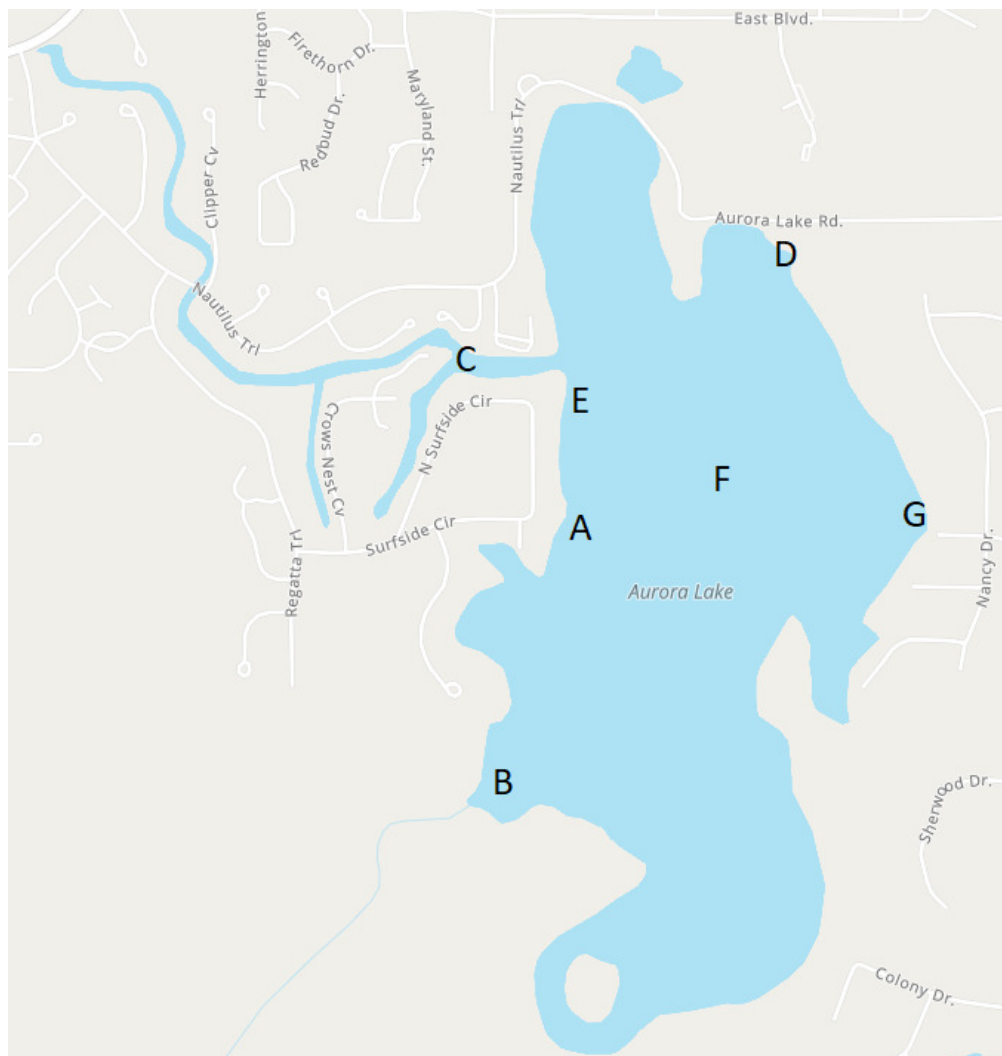 East Blvd.
Herrington
Firethorn Dr.
Maryland St.
Redbud Dr.
Nautilus Trl
Clipper Cv
Aurora Lake Rd.
D
Nautilus Trl
C
E
Crows Nest Cv
N Surfside Cir
F
G
A
Surfside Cir
Regatta Trl
Nancy Dr.
Aurora Lake
B
Sherwood Dr.
Colony Dr.